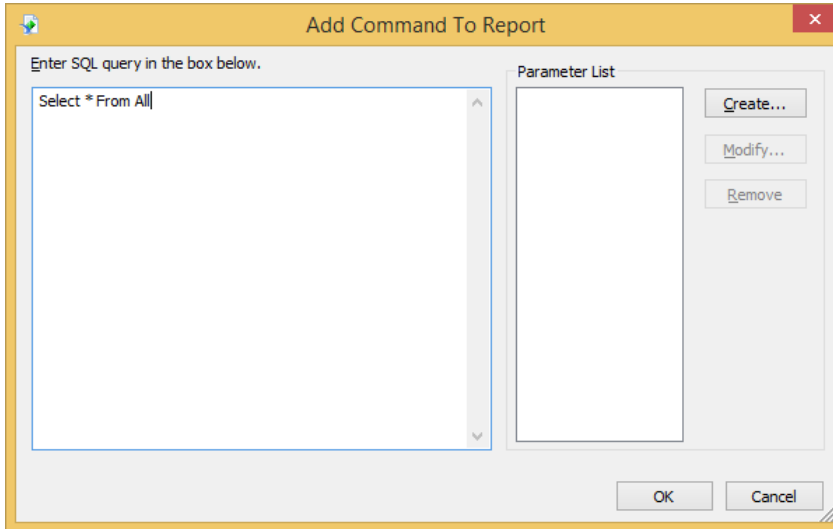 Add Command To Report
Enter SQL query in the box below.
Select * From All
Parameter List
Create...
Modify...
Remove
OK
Cancel